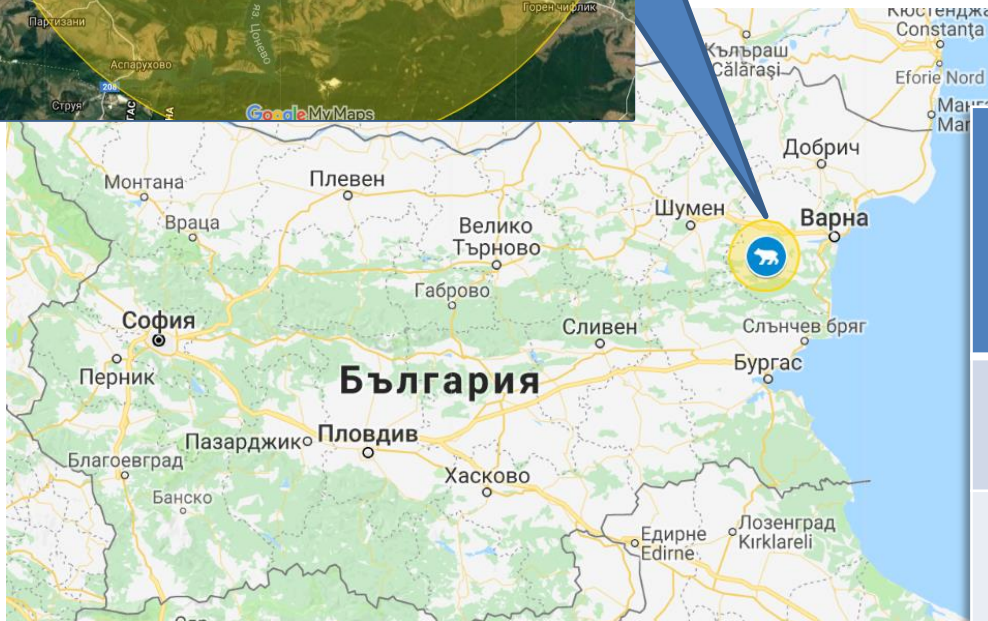 Партизани
яз. Цонево
Горен чифлик
Аспарухово
208
Струя
Google My Maps
Constanța
Кълъраш
Călărași
Eforie Nord
Добрич
Монтана
Плевен
Шумен
Варна
Враца
Велико
Търново
Габрово
София
Сливен
Слънчев бряг
Перник
България
Бургас
Пазарджик
Пловдив
Благоевград
Хасково
Банско
Едирне
Edirne
Лозенград
Kırklareli